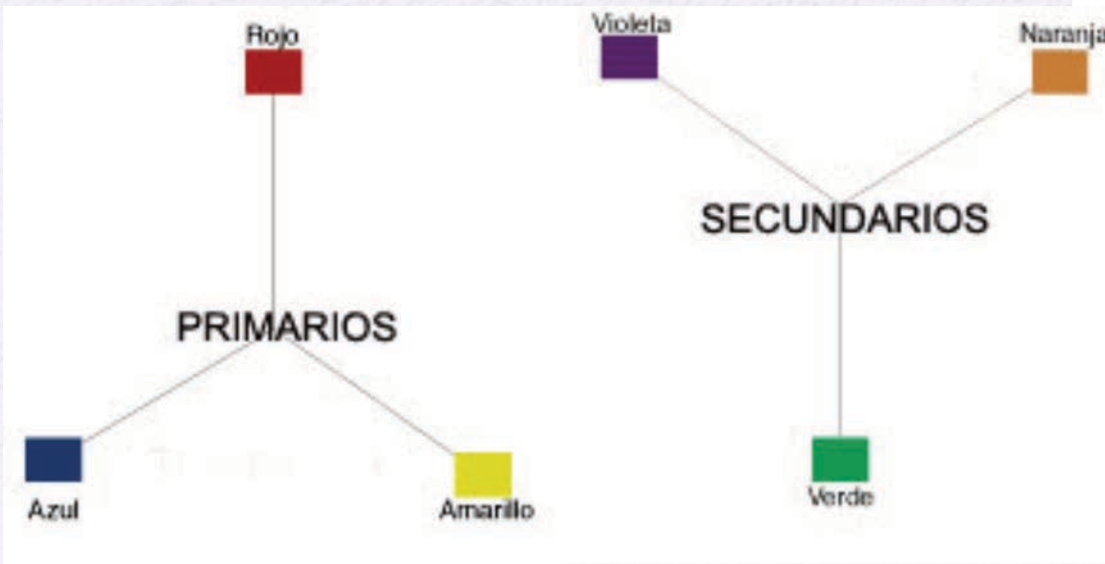 Rojo
PRIMARIOS
Azul
Amarillo
Violeta
Naranja
SECUNDARIOS
Verde